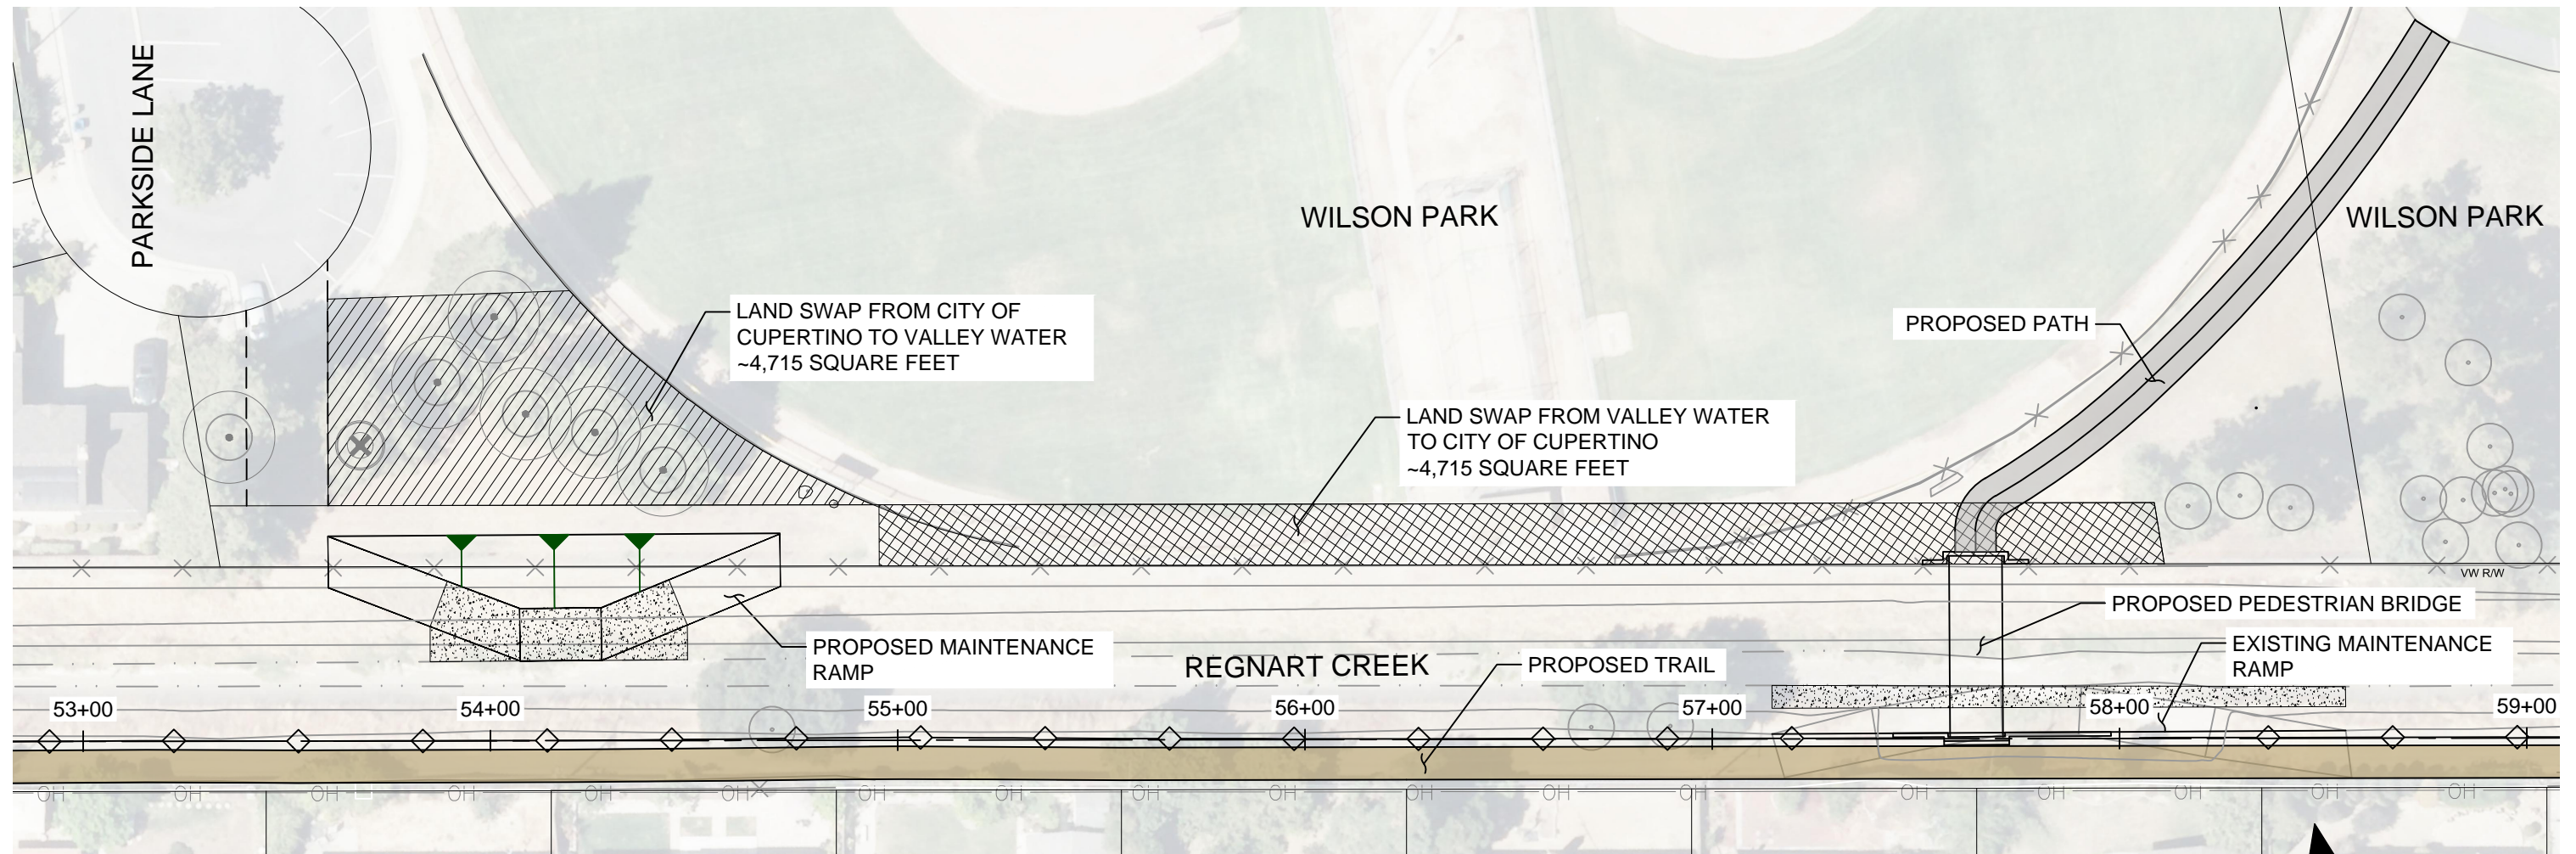 PARKSIDE LANE
WILSON PARK
WILSON PARK
LAND SWAP FROM CITY OF
CUPERTINO TO VALLEY WATER
~4,715 SQUARE FEET
PROPOSED PATH
LAND SWAP FROM VALLEY WATER
TO CITY OF CUPERTINO
~4,715 SQUARE FEET
VW R/W
PROPOSED PEDESTRIAN BRIDGE
EXISTING MAINTENANCE
RAMP
PROPOSED MAINTENANCE
RAMP
REGNART CREEK
PROPOSED TRAIL
53+00
54+00
55+00
56+00
57+00
58+00
59+00
OH OH OH OH OH OH OH OH OH OH OH OH OH OH OH OH OH OH